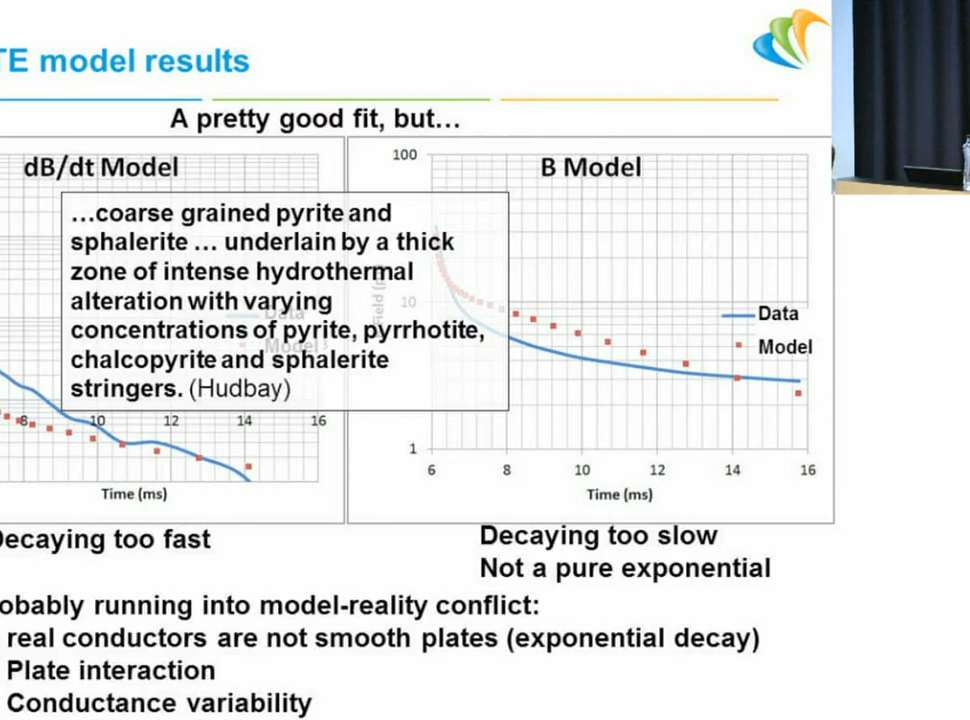 TE model results
A pretty good fit, but...
dB/dt Model
B Model
100
...coarse grained pyrite and
sphalerite ... underlain by a thick
zone of intense hydrothermal
alteration with varying
concentrations of pyrite, pyrrhotite,
chalcopyrite and sphalerite
stringers. (Hudbay)
Data
Model
10
Data
Model
8 10 12 14 16
1
6 8 10 12 14 16
Time (ms)
Time (ms)
Decaying too fast
Decaying too slow
Not a pure exponential
obably running into model-reality conflict:
real conductors are not smooth plates (exponential decay)
Plate interaction
Conductance variability